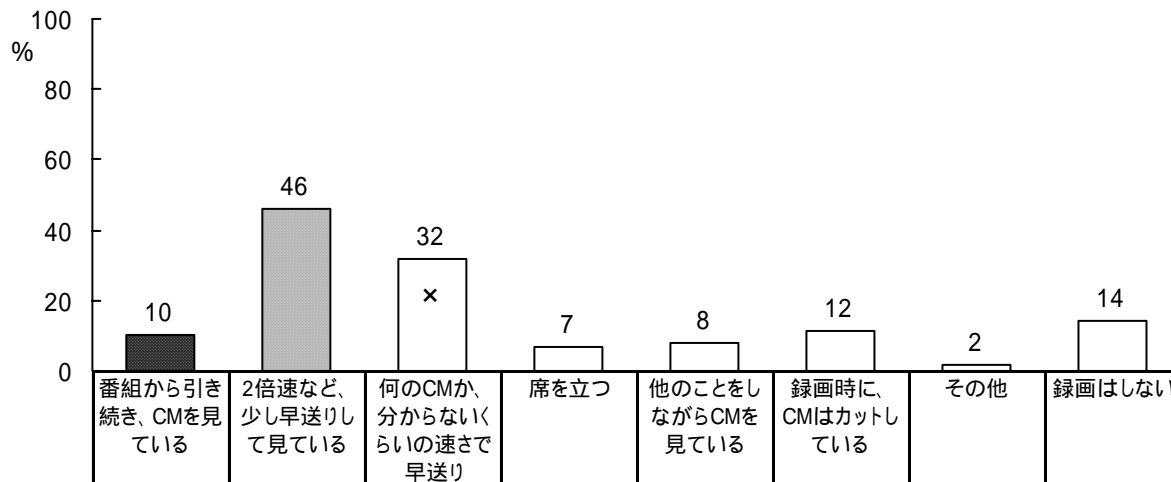 100
%
80
60
40
20
0
10
46
32
×
7
8
12
2
14
番組から引き
続き、CMを見
ている
2倍速など、
少し早送りし
て見ている
何のCMか、
分からないく
らいの速さで
早送り
席を立つ
他のことをし
ながらCMを
見ている
録画時に、
CMはカットし
ている
その他
録画はしない